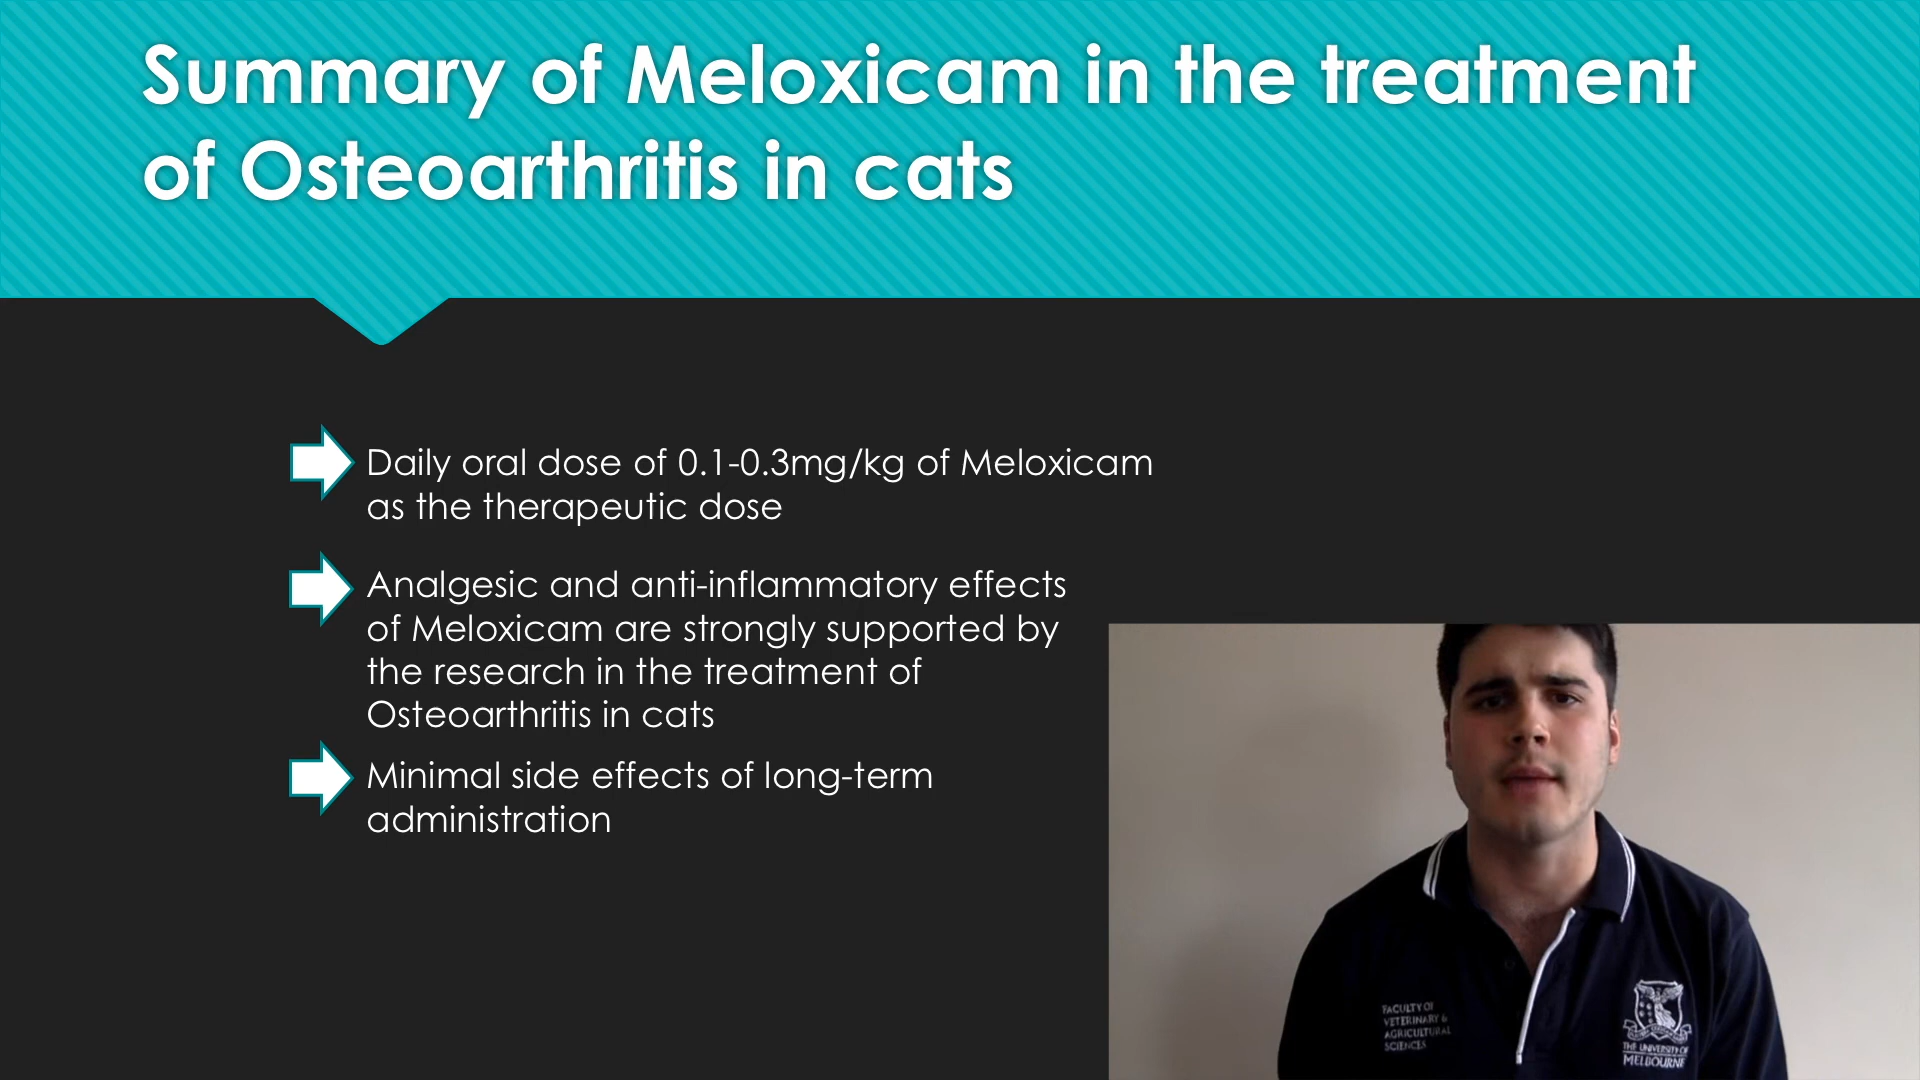 Summary of Meloxicam in the treatment
of Osteoarthritis in cats
Daily oral dose of 0.1-0.3mg/kg of Meloxicam
as the therapeutic dose
Analgesic and anti-inflammatory effects
of Meloxicam are strongly supported by
the research in the treatment of
Osteoarthritis in cats
Minimal side effects of long-term
administration
FACULTY OF
VETERINARY &
AGRICULTURAL
SCIENCES
THE UNIVERSITY OF
MELBOURNE